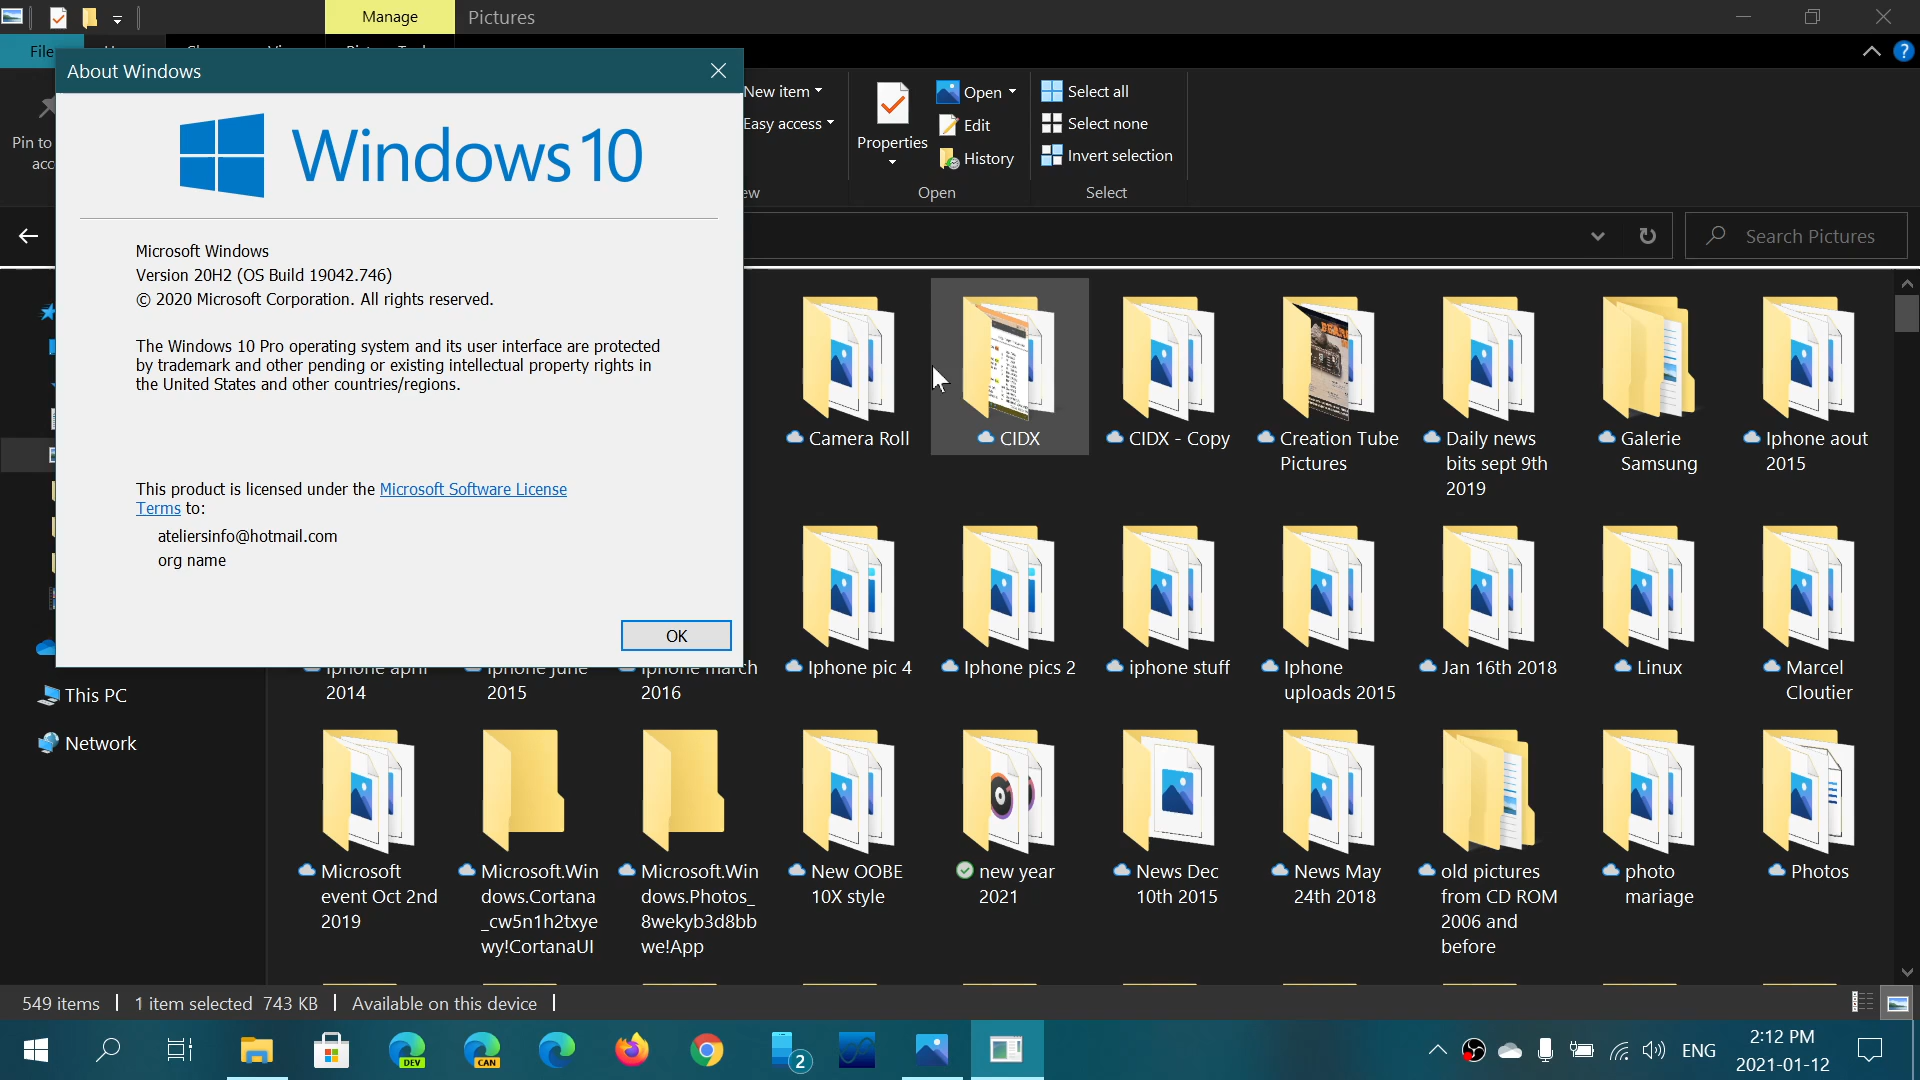 Manage
Pictures
File
About Windows
New item
Easy access
Pin to
Properties
Open
Edit
History
Open
Select all
Select none
Invert selection
Select
Search Pictures
Windows 10
Microsoft Windows
Version 20H2 (OS Build 19042.746)
© 2020 Microsoft Corporation. All rights reserved.
The Windows 10 Pro operating system and its user interface are protected
by trademark and other pending or existing intellectual property rights in
the United States and other countries/regions.
This product is licensed under the Microsoft Software License
Terms to:
ateliersinfo@hotmail.com
org name
OK
This PC
Network
Camera Roll
CIDX
CIDX - Copy
Creation Tube
Pictures
Daily news
bits sept 9th
2019
Galerie
Samsung
Iphone aout
2015
Iphone april
2014
Iphone June
2015
Iphone march
2016
Iphone pic 4
Iphone pics 2
iphone stuff
Iphone
uploads 2015
Jan 16th 2018
Linux
Marcel
Cloutier
Microsoft
event Oct 2nd
2019
Microsoft.Win
dows.Cortana
_cw5n1h2txye
wy!CortanaUI
Microsoft.Win
dows.Photos_
8wekyb3d8bb
we!App
New OOBE
10X style
new year
2021
News Dec
10th 2015
News May
24th 2018
old pictures
from CD ROM
2006 and
before
photo
mariage
Photos
549 items
1 item selected 743 KB
Available on this device
DEV
CAN
2
ENG
2:12 PM
2021-01-12